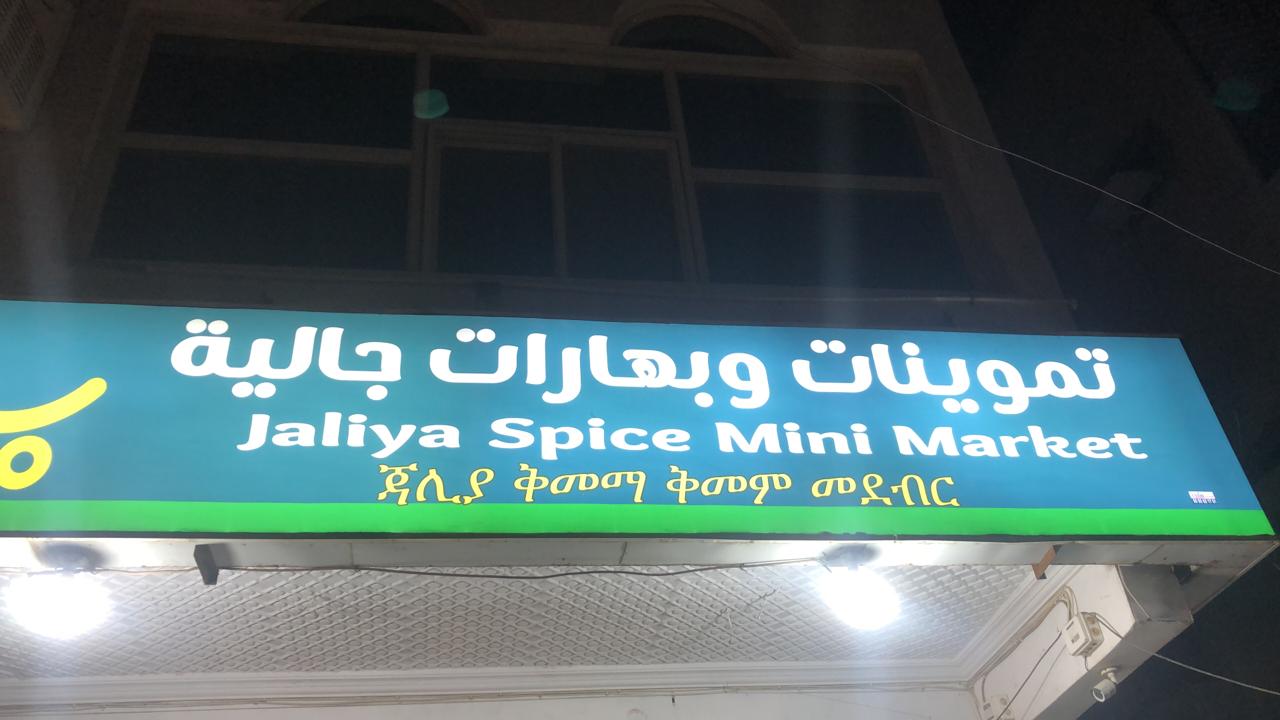 تموينات وبهارات جالية
Jaliya Spice Mini Market
ጃሊያ ቅመማ ቅመም መደብር